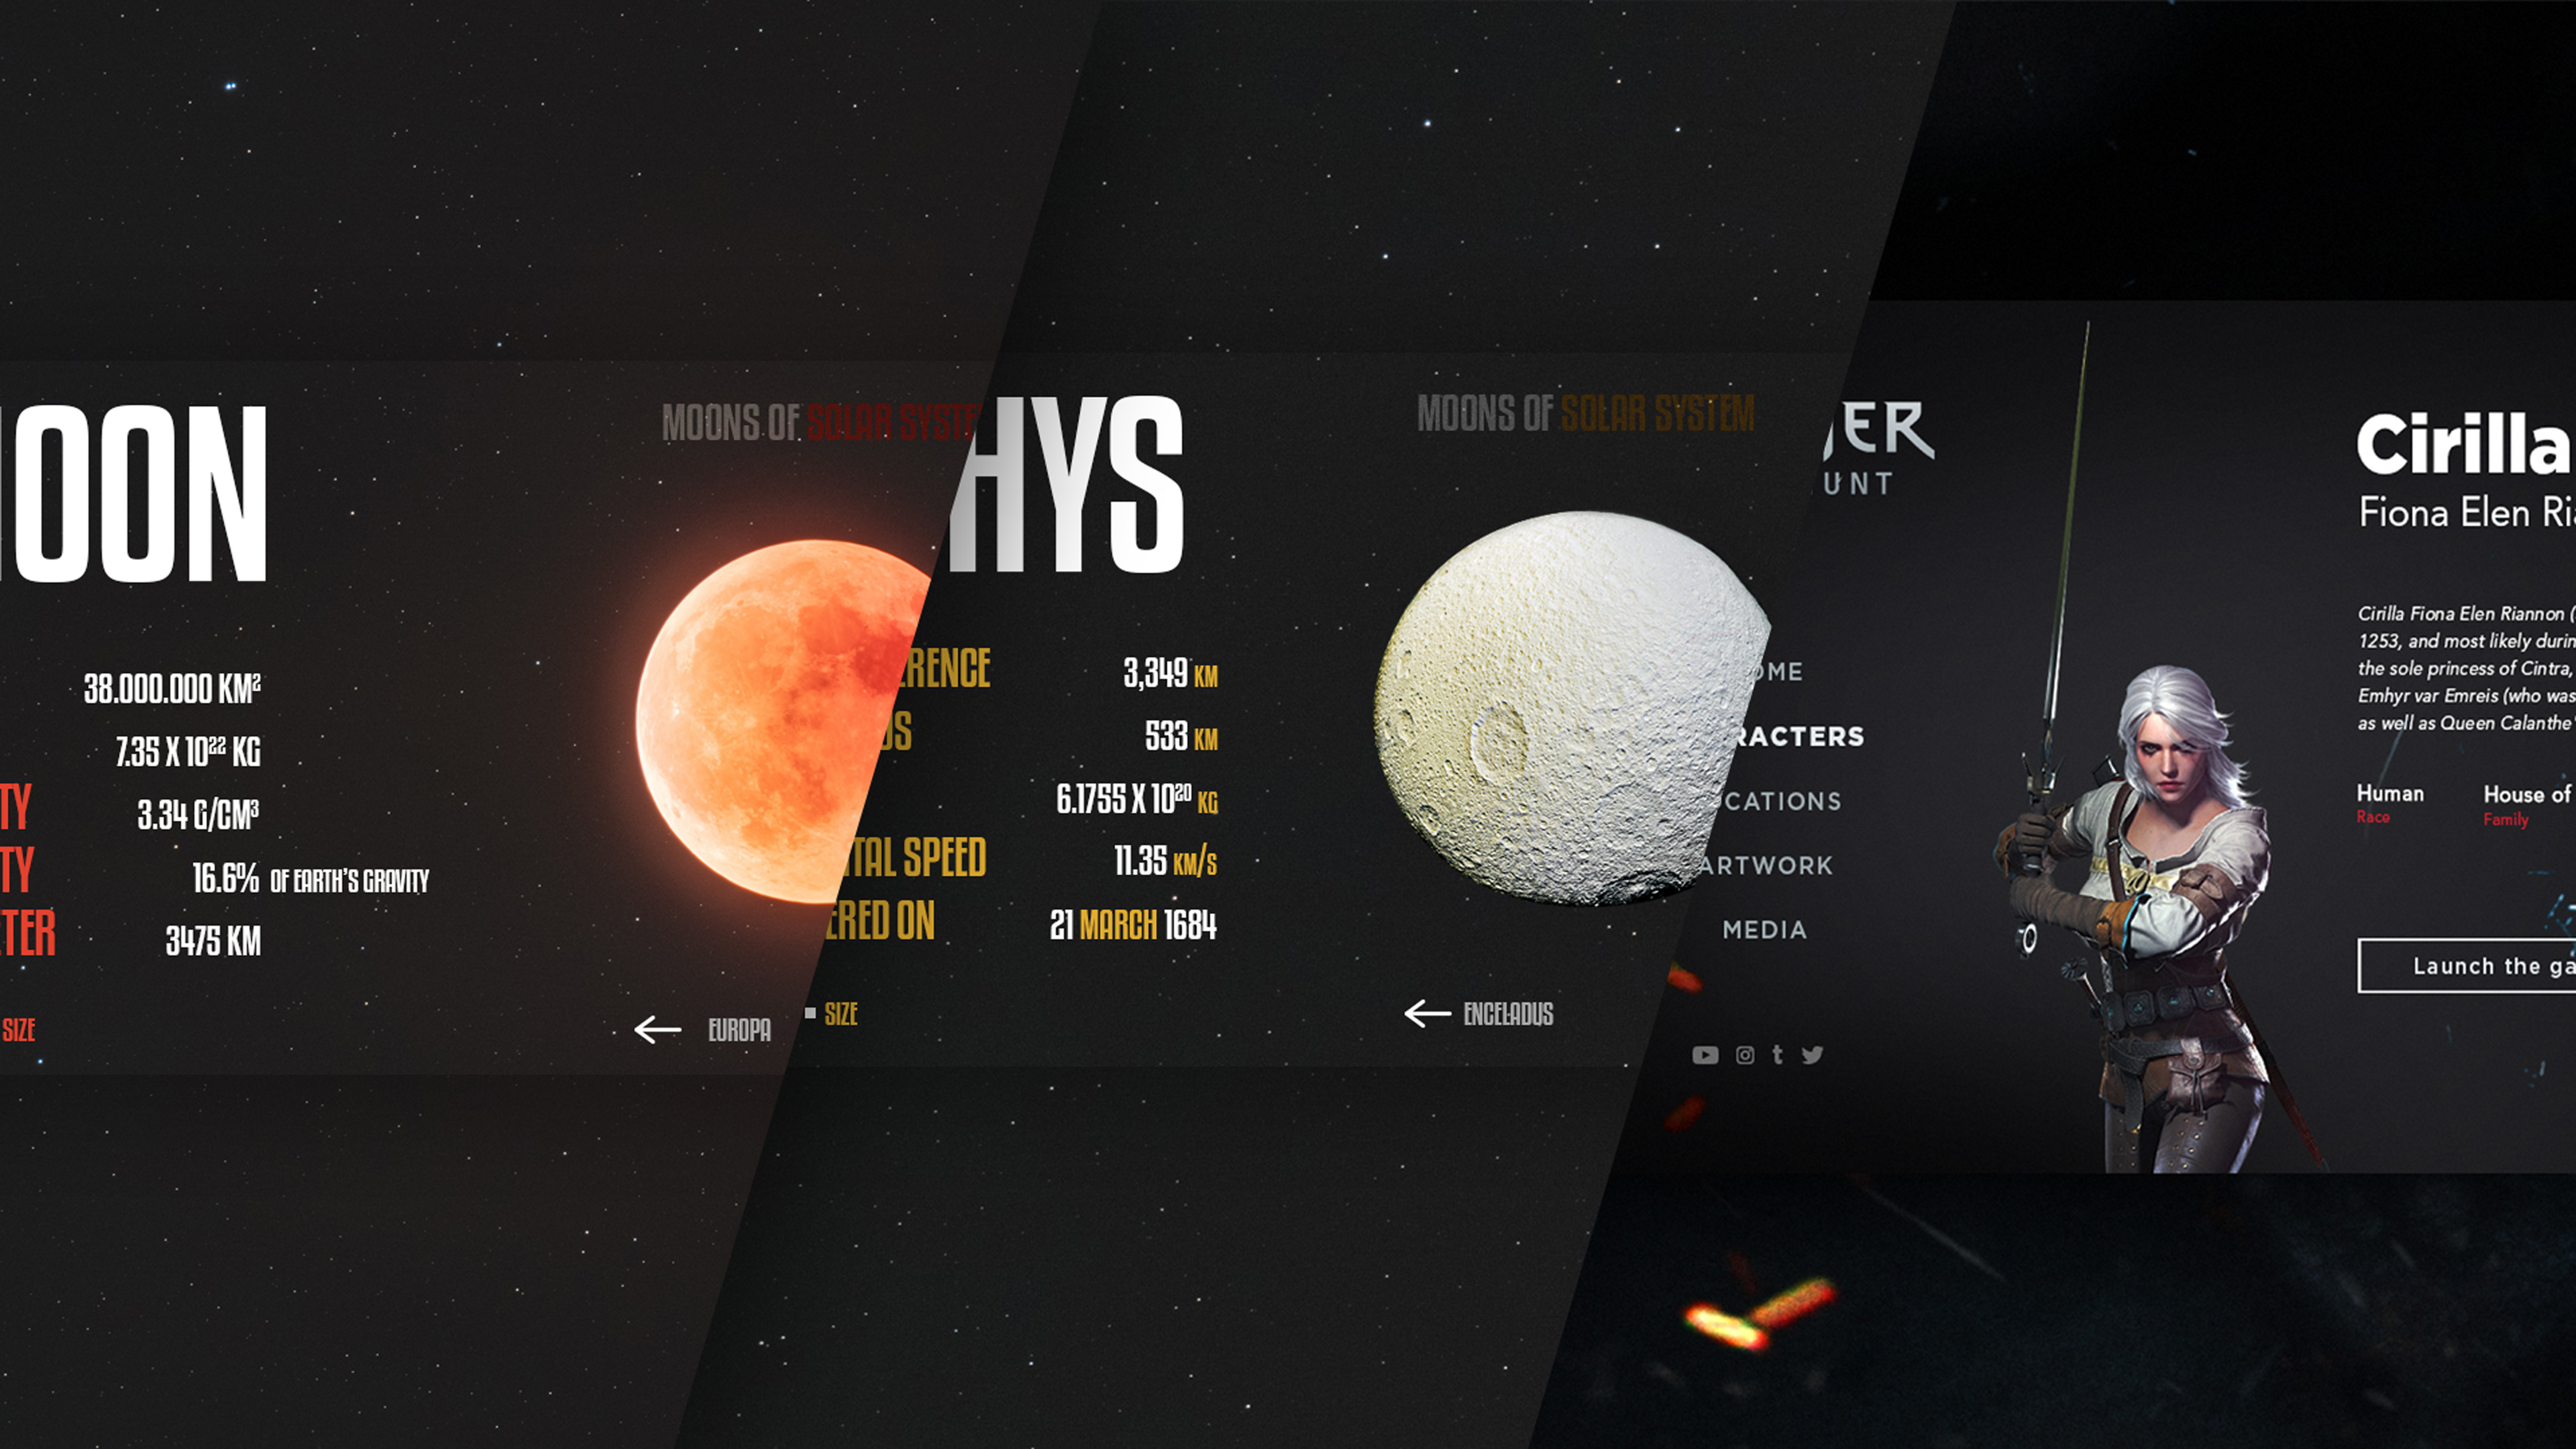 OON
MOONS OF SOLAR SYSTE
38.000.000 KM²
7.35 X 10²² KG
TY 3.34 G/CM³
TY 16.6% OF EARTH'S GRAVITY
TER 3475 KM
SIZE
EUROPA
HYS
MOONS OF SOLAR SYSTEM
ERENCE 3,349 KM
US 533 KM
6.1755 X 10²⁰ KG
TAL SPEED 11.35 KM/S
ERED ON 21 MARCH 1684
SIZE
ENCELADUS
ER
UNT
OME
RACTERS
CATIONS
ARTWORK
MEDIA
Cirilla
Fiona Elen Ri
Cirilla Fiona Elen Riannon (
1253, and most likely durin
the sole princess of Cintra,
Emhyr var Emreis (who was
as well as Queen Calanthe'
Human House of
Race Family
Launch the ga